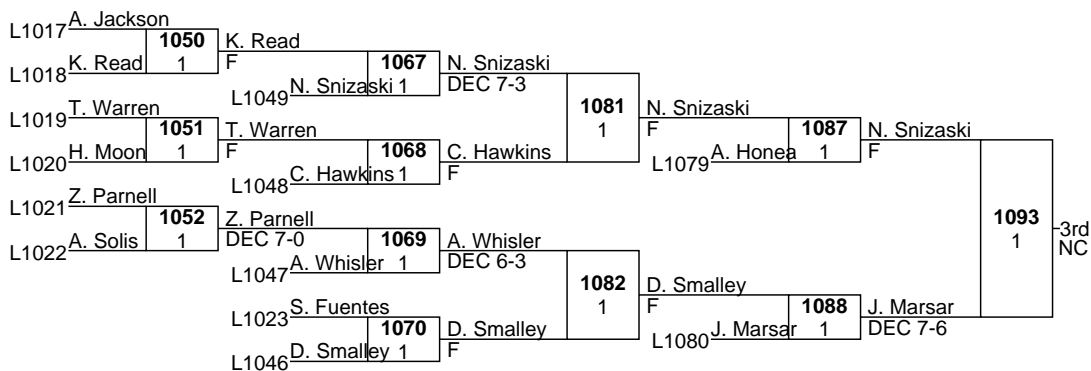 L1017 A. Jackson
1050
1
K. Read
F
L1018 K. Read
1067
1
N. Snizaski
DEC 7-3
L1049 N. Snizaski
L1019 T. Warren
1051
1
T. Warren
F
L1020 H. Moon
1068
1
C. Hawkins
F
L1048 C. Hawkins
1081
1
N. Snizaski
F
L1021 Z. Parnell
1052
1
Z. Parnell
DEC 7-0
L1022 A. Solis
1069
1
A. Whisler
DEC 6-3
L1047 A. Whisler
L1023 S. Fuentes
1070
1
D. Smalley
F
L1046 D. Smalley
1082
1
D. Smalley
F
L1079 A. Honea
1087
1
N. Snizaski
F
L1080 J. Marsar
1088
1
J. Marsar
DEC 7-6
1093
1
3rd
NC